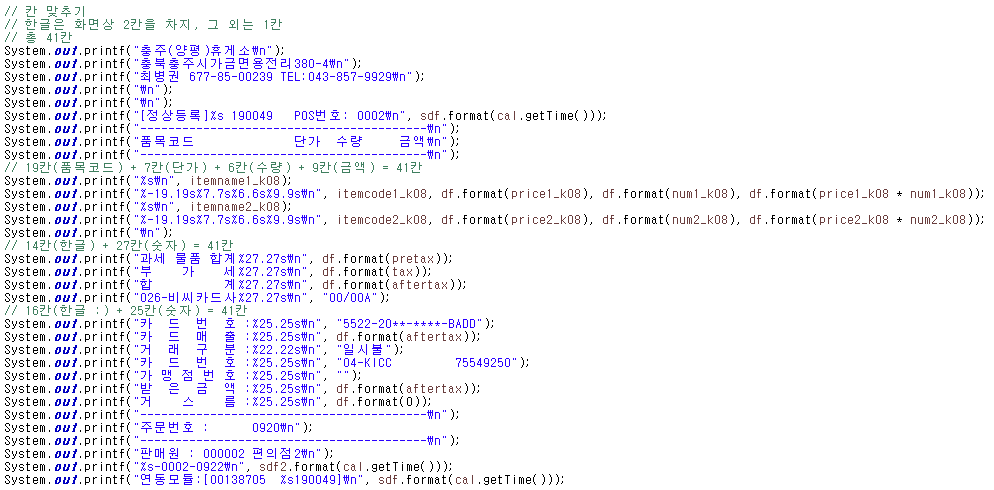 // 칸 맞추기
// 한글은 화면상 2칸을 차지, 그 외는 1칸
// 총 41칸
System.out.printf("충주(양평)휴게소\n");
System.out.printf("충북충주시가금면용전리380-4\n");
System.out.printf("최병권 677-85-00239 TEL:043-857-9929\n");
System.out.printf("\n");
System.out.printf("\n");
System.out.printf("[정상등록]%s 190049   POS번호: 0002\n", sdf.format(cal.getTime()));
System.out.printf("-----------------------------------------\n");
System.out.printf("품목코드              단가  수량     금액\n");
System.out.printf("-----------------------------------------\n");
// 19칸(품목코드) + 7칸(단가) + 6칸(수량) + 9칸(금액) = 41칸
System.out.printf("%s\n", itemname1_k08);
System.out.printf("%-19.19s%7.7s%6.6s%9.9s\n", itemcode1_k08, df.format(price1_k08), df.format(num1_k08), df.format(price1_k08 * num1_k08));
System.out.printf("%s\n", itemname2_k08);
System.out.printf("%-19.19s%7.7s%6.6s%9.9s\n", itemcode2_k08, df.format(price2_k08), df.format(num2_k08), df.format(price2_k08 * num2_k08));
System.out.printf("\n");
// 14칸(한글) + 27칸(숫자) = 41칸
System.out.printf("과세 물품 합계%27.27s\n", df.format(pretax));
System.out.printf("부    가    세%27.27s\n", df.format(tax));
System.out.printf("합          계%27.27s\n", df.format(aftertax));
System.out.printf("026-비씨카드사%27.27s\n", "00/00A");
// 16칸(한글 :) + 25칸(숫자) = 41칸
System.out.printf("카  드  번  호 :%25.25s\n", "5522-20**-****-BADD");
System.out.printf("카  드  매  출 :%25.25s\n", df.format(aftertax));
System.out.printf("거  래  구  분 :%22.22s\n", "일시불");
System.out.printf("카  드  번  호 :%25.25s\n", "04-KICC         75549250");
System.out.printf("가 맹 점 번 호 :%25.25s\n", "");
System.out.printf("받  은  금  액 :%25.25s\n", df.format(aftertax));
System.out.printf("거    스    름 :%25.25s\n", df.format(0));
System.out.printf("-----------------------------------------\n");
System.out.printf("주문번호 :      0920\n");
System.out.printf("-----------------------------------------\n");
System.out.printf("판매원 : 000002 편의점2\n");
System.out.printf("%s-0002-0922\n", sdf2.format(cal.getTime()));
System.out.printf("연동모듈:[00138705  %s190049]\n", sdf.format(cal.getTime()));